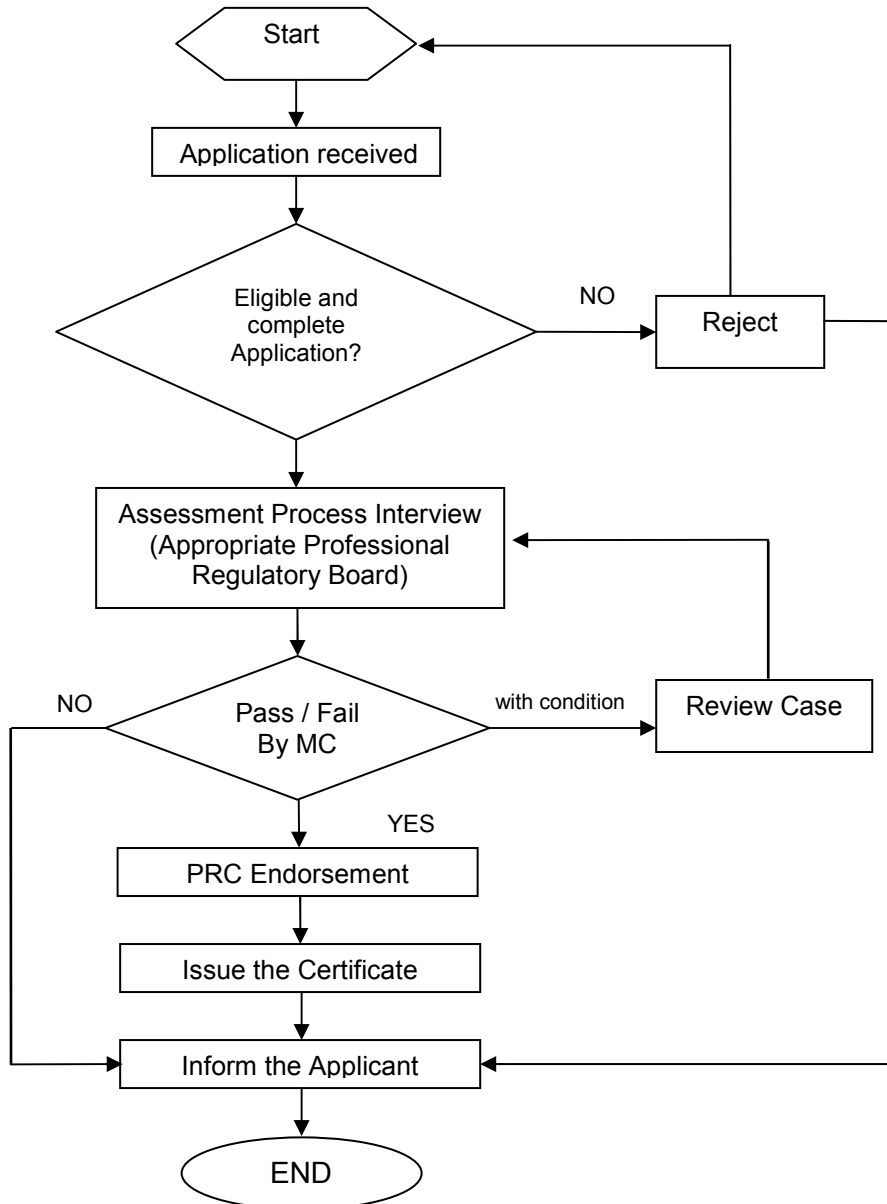 Start
Application received
Eligible and
complete
Application?
NO
Reject
Assessment Process Interview
(Appropriate Professional
Regulatory Board)
NO
Pass / Fail
By MC
with condition
Review Case
YES
PRC Endorsement
Issue the Certificate
Inform the Applicant
END